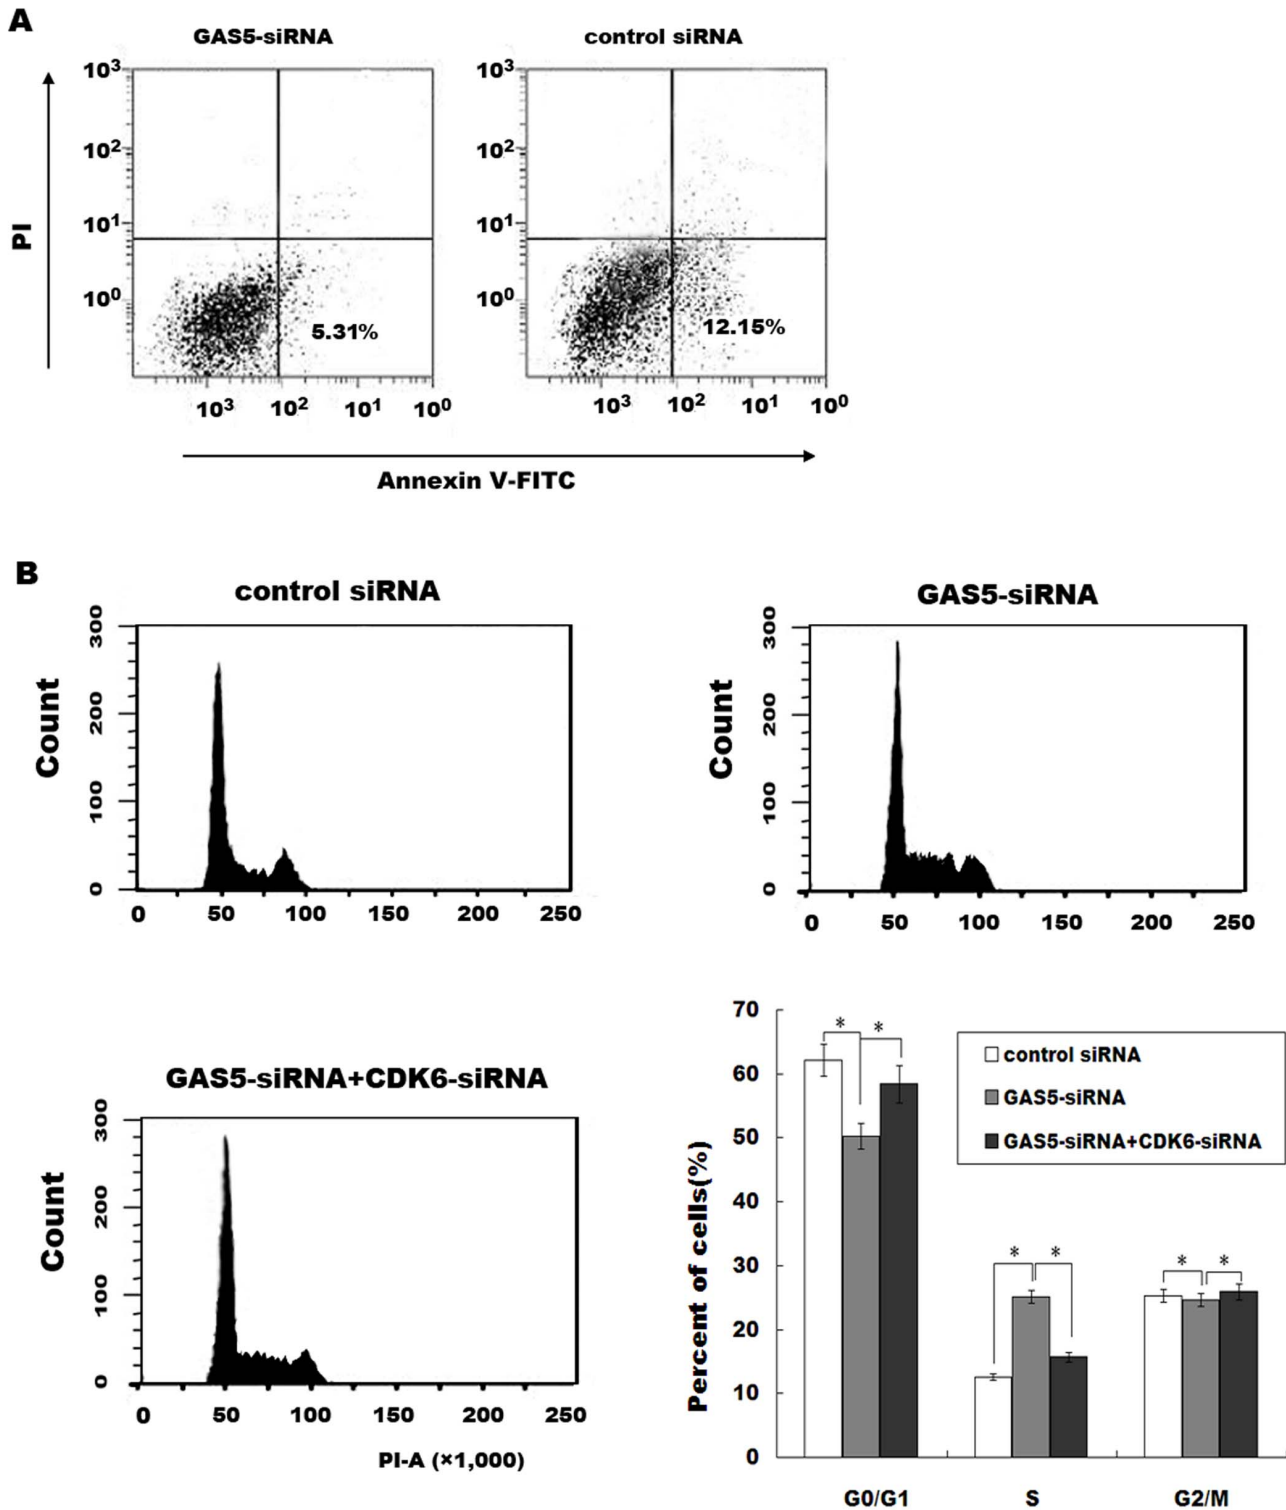 A
GAS5-siRNA
control siRNA
10³
10²
10¹
10⁰
PI
5.31%
10³ 10² 10¹ 10⁰
10³
10²
10¹
10⁰
12.15%
10³ 10² 10¹ 10⁰
Annexin V-FITC
B
control siRNA
Count
300
200
100
0
0 50 100 150 200 250
GAS5-siRNA
Count
300
200
100
0
0 50 100 150 200 250
GAS5-siRNA+CDK6-siRNA
Count
300
200
100
0
0 50 100 150 200 250
PI-A (×1,000)
Percent of cells(%)
70
60
50
40
30
20
10
0
* *
* *
* *
control siRNA
GAS5-siRNA
GAS5-siRNA+CDK6-siRNA
G0/G1 S G2/M